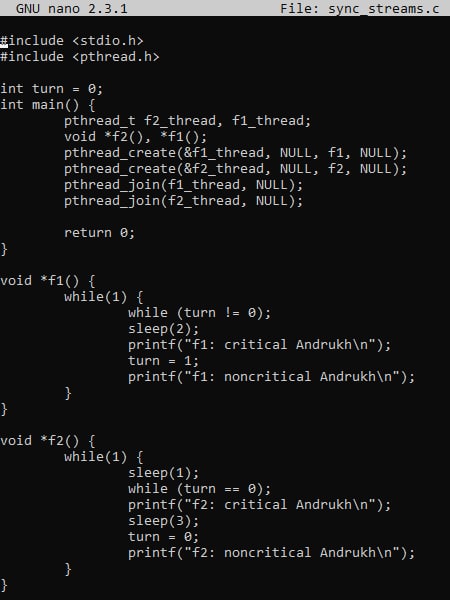 GNU nano 2.3.1 File: sync_streams.c
#include <stdio.h>
#include <pthread.h>
int turn = 0;
int main() {
pthread_t f2_thread, f1_thread;
void *f2(), *f1();
pthread_create(&f1_thread, NULL, f1, NULL);
pthread_create(&f2_thread, NULL, f2, NULL);
pthread_join(f1_thread, NULL);
pthread_join(f2_thread, NULL);
return 0;
}
void *f1() {
while(1) {
while (turn != 0);
sleep(2);
printf("f1: critical Andrukh\n");
turn = 1;
printf("f1: noncritical Andrukh\n");
}
}
void *f2() {
while(1) {
sleep(1);
while (turn == 0);
printf("f2: critical Andrukh\n");
sleep(3);
turn = 0;
printf("f2: noncritical Andrukh\n");
}
}